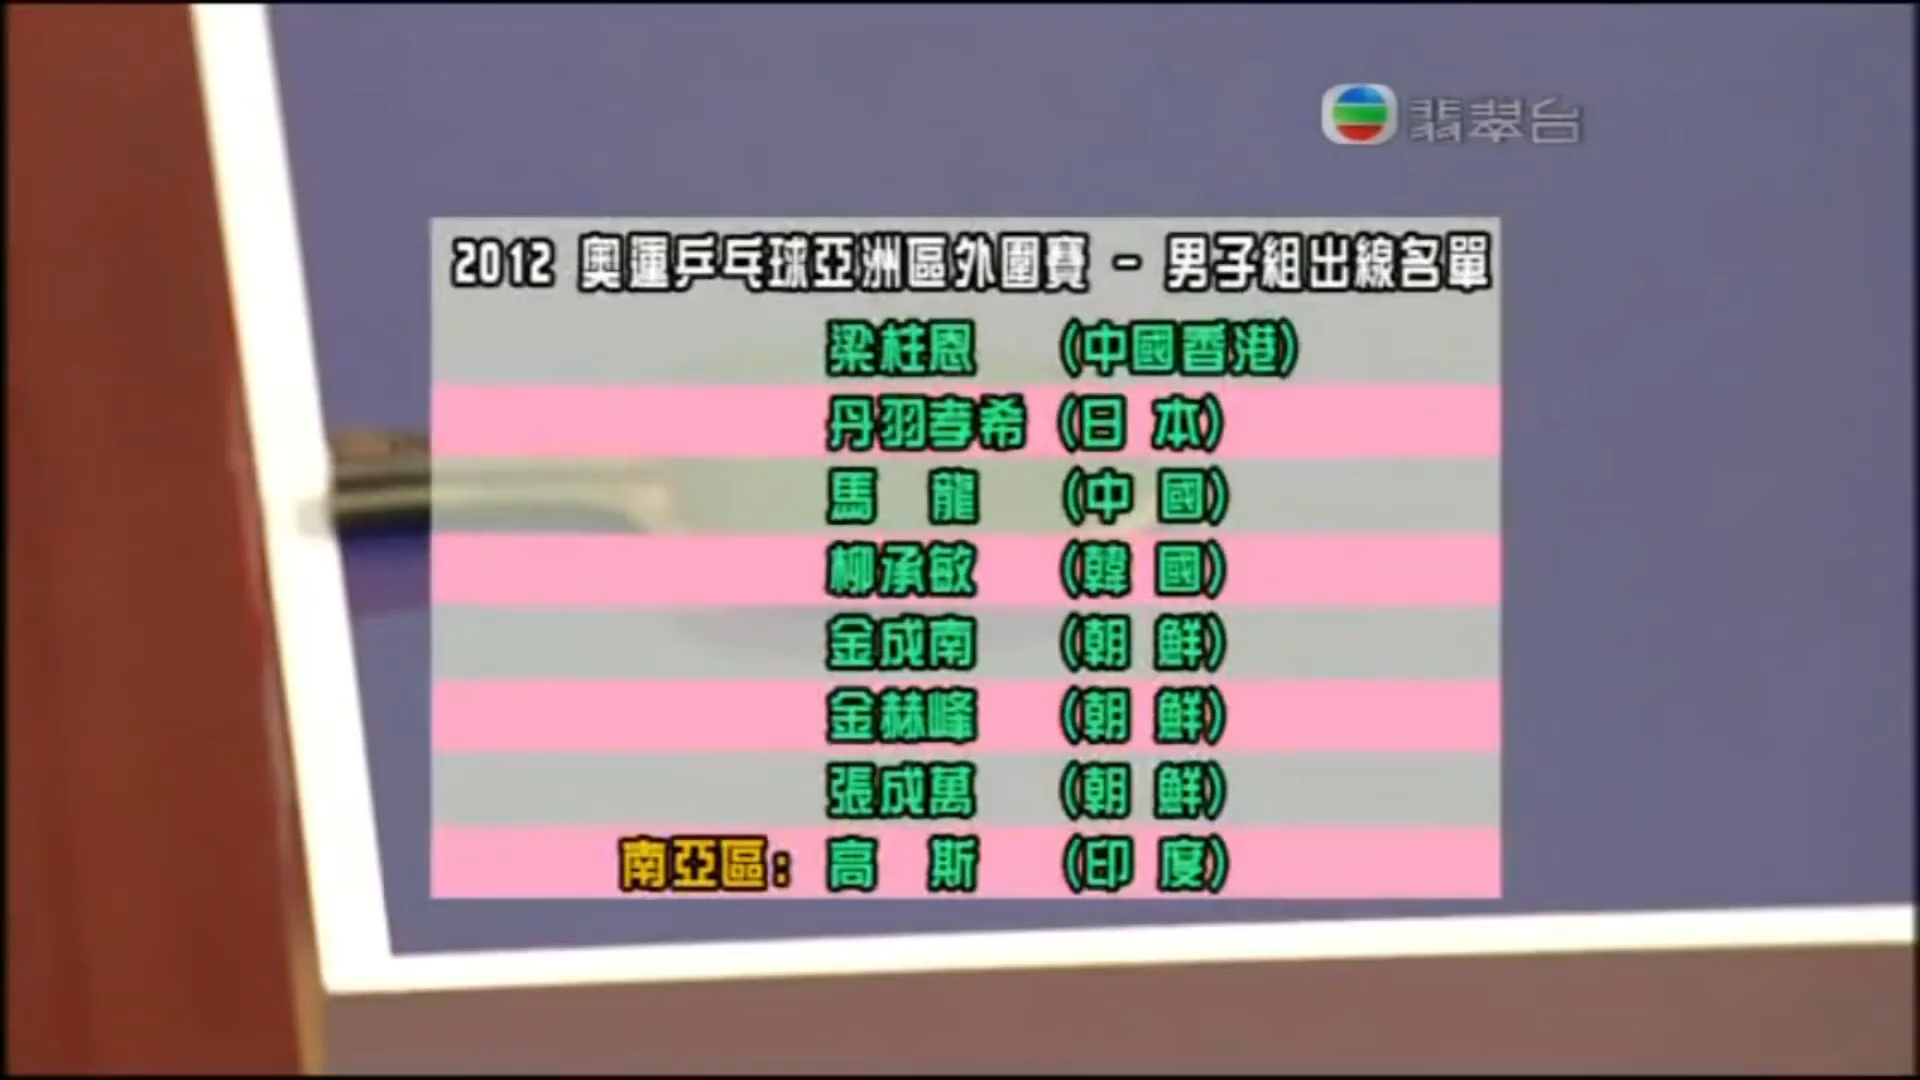 翡翠台
2012 奧運乒乓球亞洲區外圍賽 - 男子組出線名單
梁柱恩 (中國香港)
丹羽孝希 (日 本)
馬 龍 (中 國)
柳承敏 (韓 國)
金成南 (朝 鮮)
金赫峰 (朝 鮮)
張成萬 (朝 鮮)
南亞區: 高 斯 (印 度)